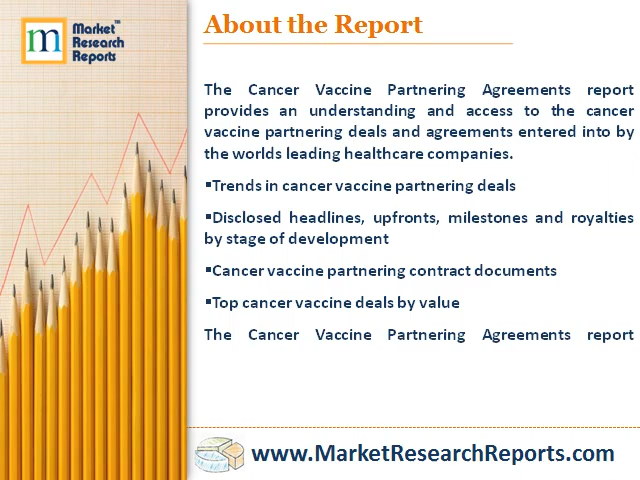 m
Market™
Research
Reports
About the Report
The Cancer Vaccine Partnering Agreements report
provides an understanding and access to the cancer
vaccine partnering deals and agreements entered into by
the worlds leading healthcare companies.
▪Trends in cancer vaccine partnering deals
▪Disclosed headlines, upfronts, milestones and royalties
by stage of development
▪Cancer vaccine partnering contract documents
▪Top cancer vaccine deals by value
The Cancer Vaccine Partnering Agreements report
www.MarketResearchReports.com